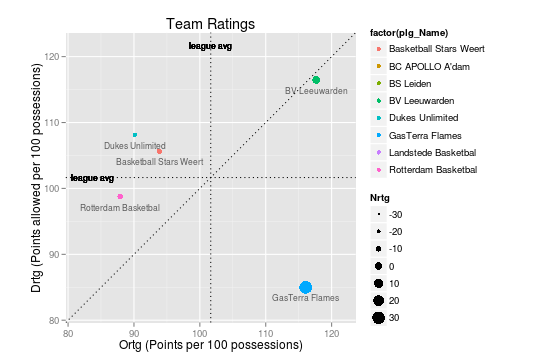 Team Ratings
league avg
120
BV Leeuwarden
110
Dukes Unlimited
Basketball Stars Weert
league avg
100
Rotterdam Basketbal
90
GasTerra Flames
80
80
90
100
110
120
Drtg (Points allowed per 100 possessions)
Ortg (Points per 100 possessions)
factor(plg_Name)
Basketball Stars Weert
BC APOLLO A'dam
BS Leiden
BV Leeuwarden
Dukes Unlimited
GasTerra Flames
Landstede Basketbal
Rotterdam Basketbal
Nrtg
-30
-20
-10
0
10
20
30